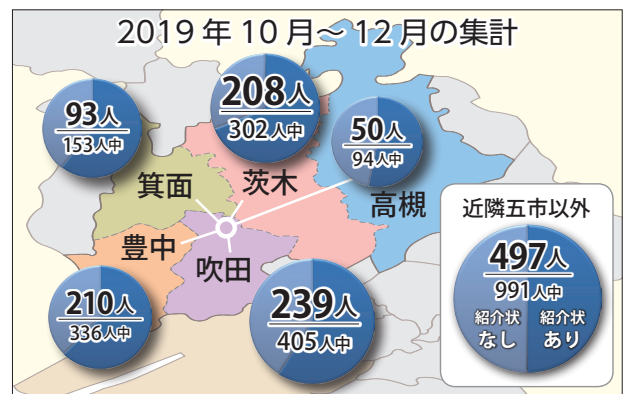 2019年10月～12月の集計
93人
153人中
208人
302人中
50人
94人中
箕面
茨木
高槻
豊中
吹田
210人
336人中
239人
405人中
近隣五市以外
497人
991人中
紹介状 紹介状
なし あり